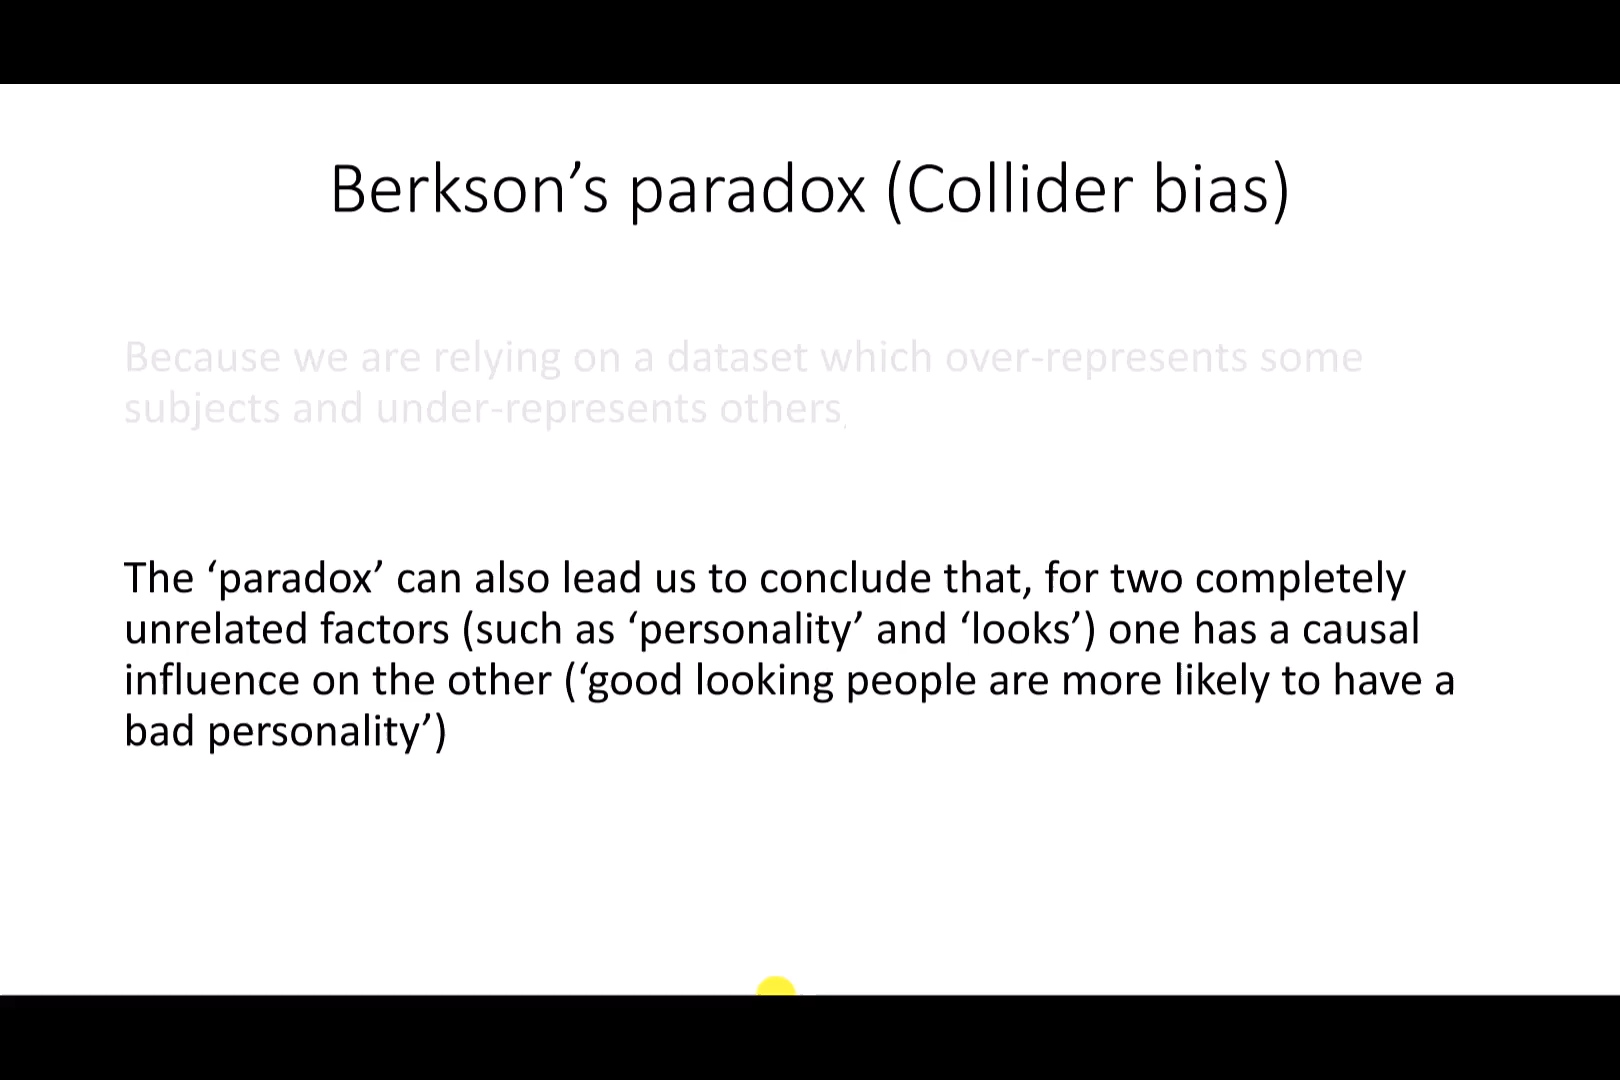 Berkson’s paradox (Collider bias)
Because we are relying on a dataset which over-represents some
subjects and under-represents others.
The ‘paradox’ can also lead us to conclude that, for two completely
unrelated factors (such as ‘personality’ and ‘looks’) one has a causal
influence on the other (‘good looking people are more likely to have a
bad personality’)